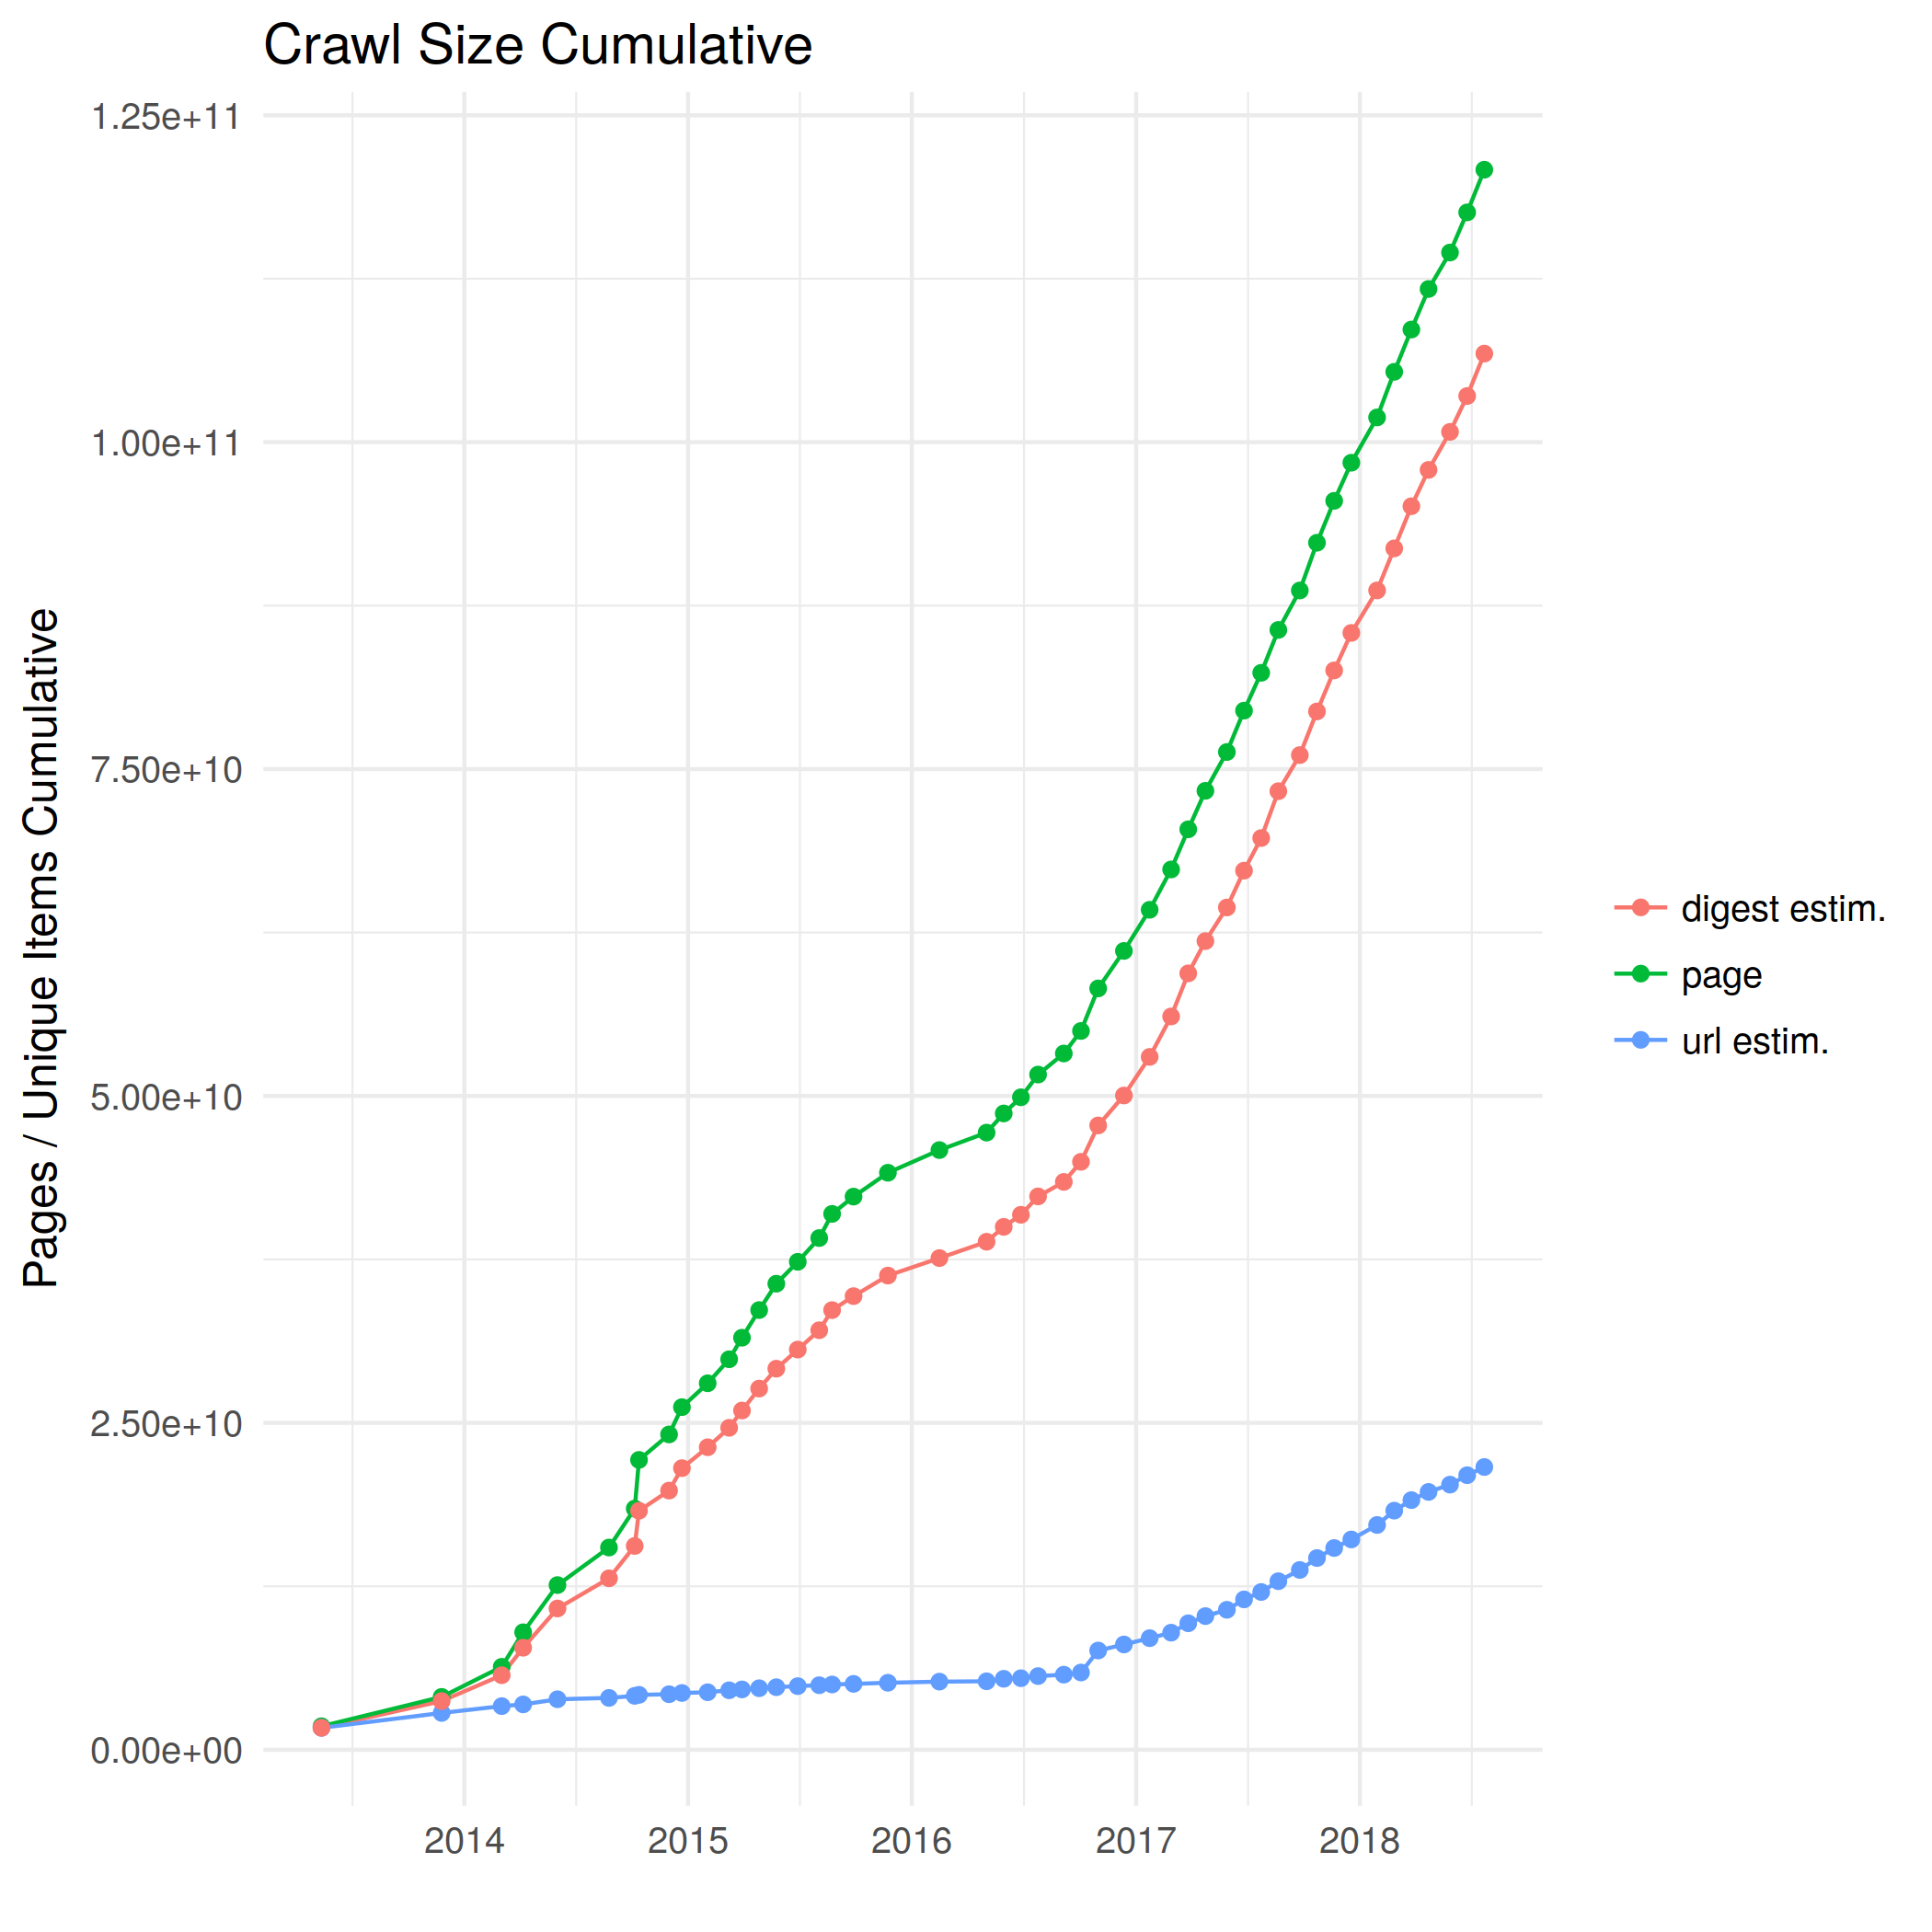 Crawl Size Cumulative
Pages / Unique Items Cumulative
1.25e+11
1.00e+11
7.50e+10
5.00e+10
2.50e+10
0.00e+00
2014
2015
2016
2017
2018
digest estim.
page
url estim.